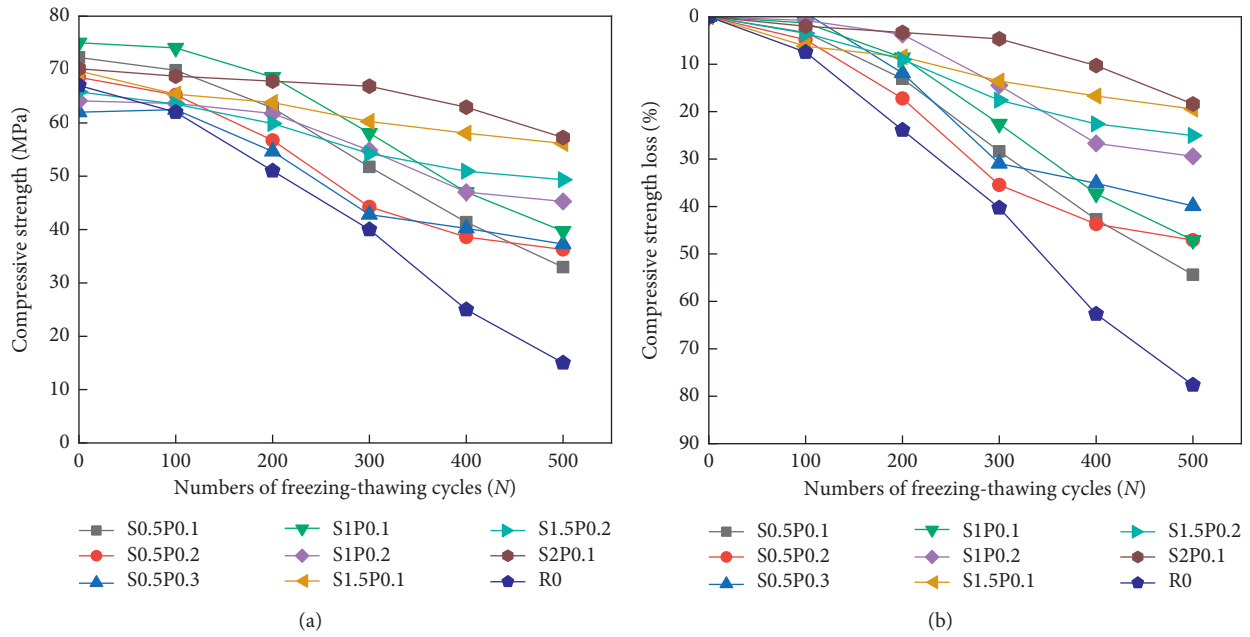 80
70
60
50
40
30
20
10
0
Compressive strength (MPa)
0 100 200 300 400 500
Numbers of freezing-thawing cycles (N)
S0.5P0.1 S1P0.1 S1.5P0.2
S0.5P0.2 S1P0.2 S2P0.1
S0.5P0.3 S1.5P0.1 R0
(a)
0
10
20
30
40
50
60
70
80
90
Compressive strength loss (%)
0 100 200 300 400 500
Numbers of freezing-thawing cycles (N)
S0.5P0.1 S1P0.1 S1.5P0.2
S0.5P0.2 S1P0.2 S2P0.1
S0.5P0.3 S1.5P0.1 R0
(b)